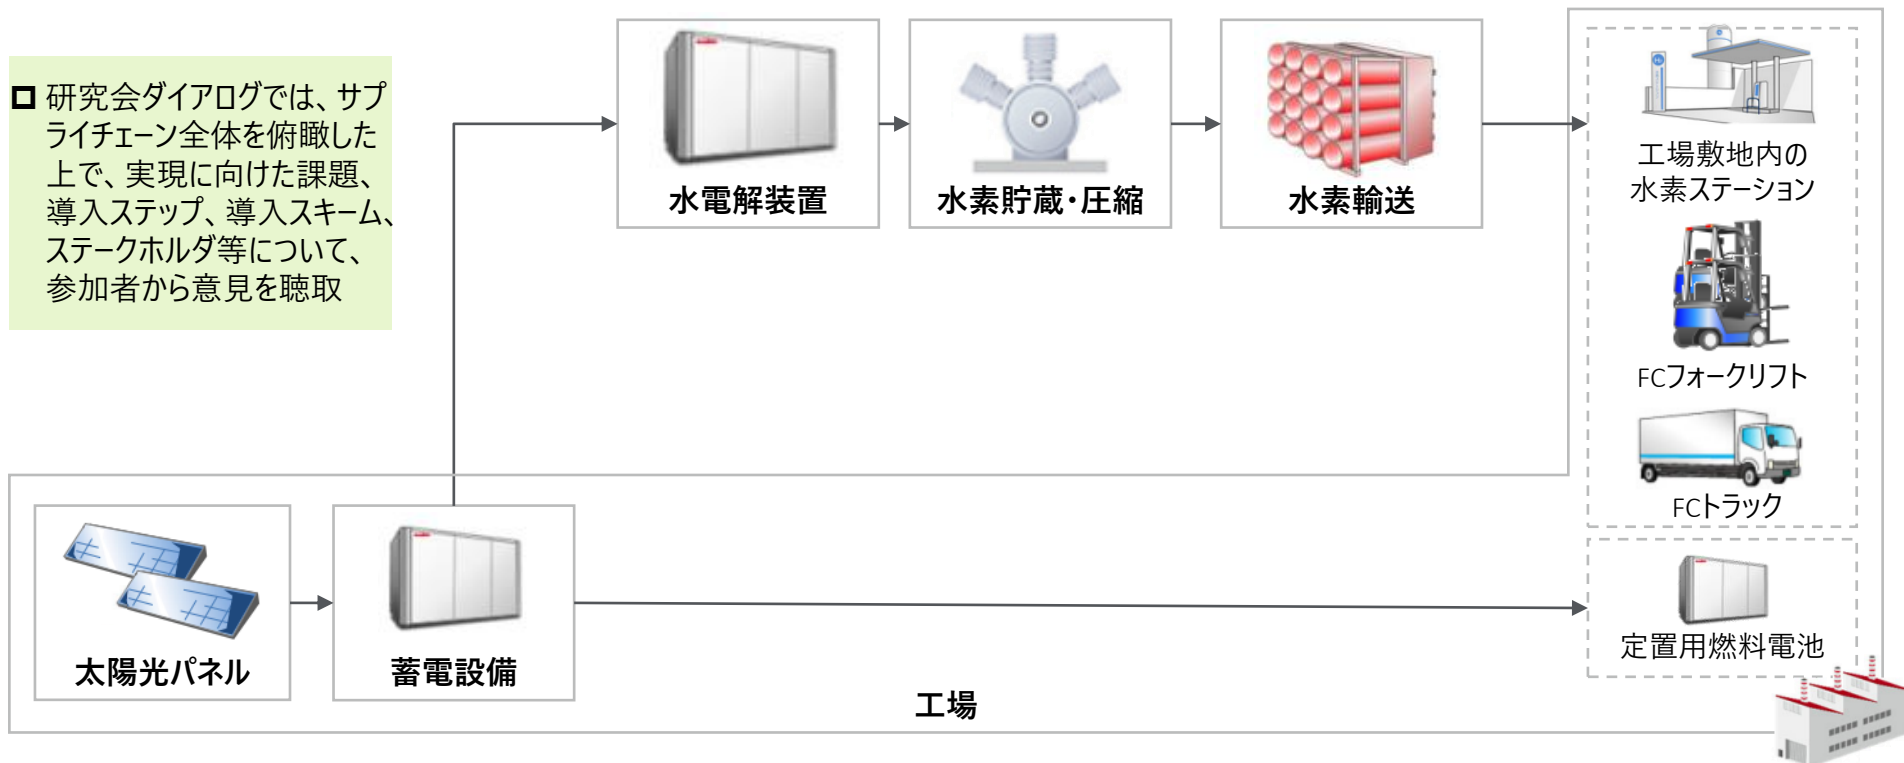 研究会ダイアログでは、サプ
ライチェーン全体を俯瞰した
上で、実現に向けた課題、
導入ステップ、導入スキーム、
ステークホルダ等について、
参加者から意見を聴取
水電解装置
水素貯蔵・圧縮
水素輸送
工場敷地内の
水素ステーション
FCフォークリフト
FCトラック
太陽光パネル
蓄電設備
定置用燃料電池
工場